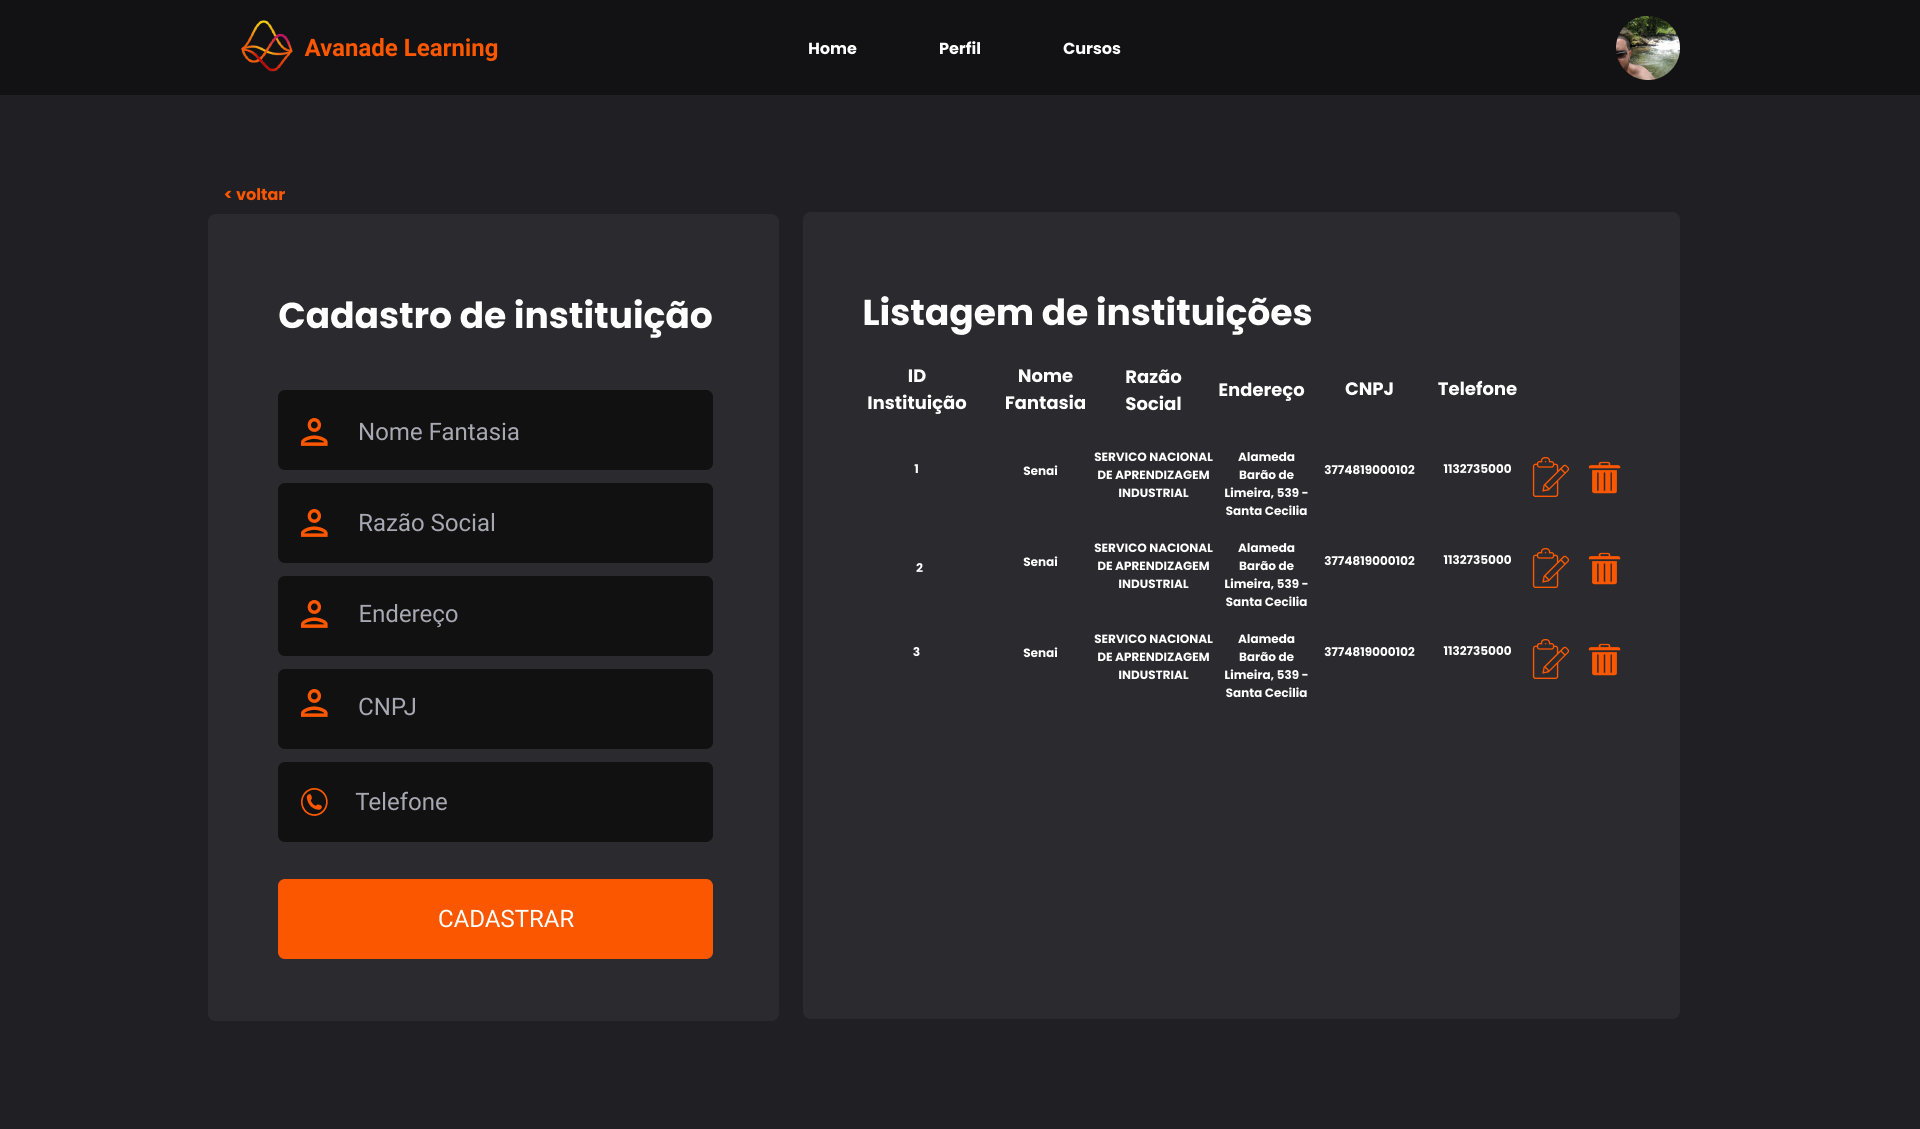 Avanade Learning
Home
Perfil
Cursos
< voltar
Cadastro de instituição
Nome Fantasia
Razão Social
Endereço
CNPJ
Telefone
CADASTRAR
Listagem de instituições
ID
Instituição
Nome
Fantasia
Razão
Social
Endereço
CNPJ
Telefone
1
Senai
SERVICO NACIONAL
DE APRENDIZAGEM
INDUSTRIAL
Alameda
Barão de
Limeira, 539 -
Santa Cecilia
3774819000102
1132735000
2
Senai
SERVICO NACIONAL
DE APRENDIZAGEM
INDUSTRIAL
Alameda
Barão de
Limeira, 539 -
Santa Cecilia
3774819000102
1132735000
3
Senai
SERVICO NACIONAL
DE APRENDIZAGEM
INDUSTRIAL
Alameda
Barão de
Limeira, 539 -
Santa Cecilia
3774819000102
1132735000